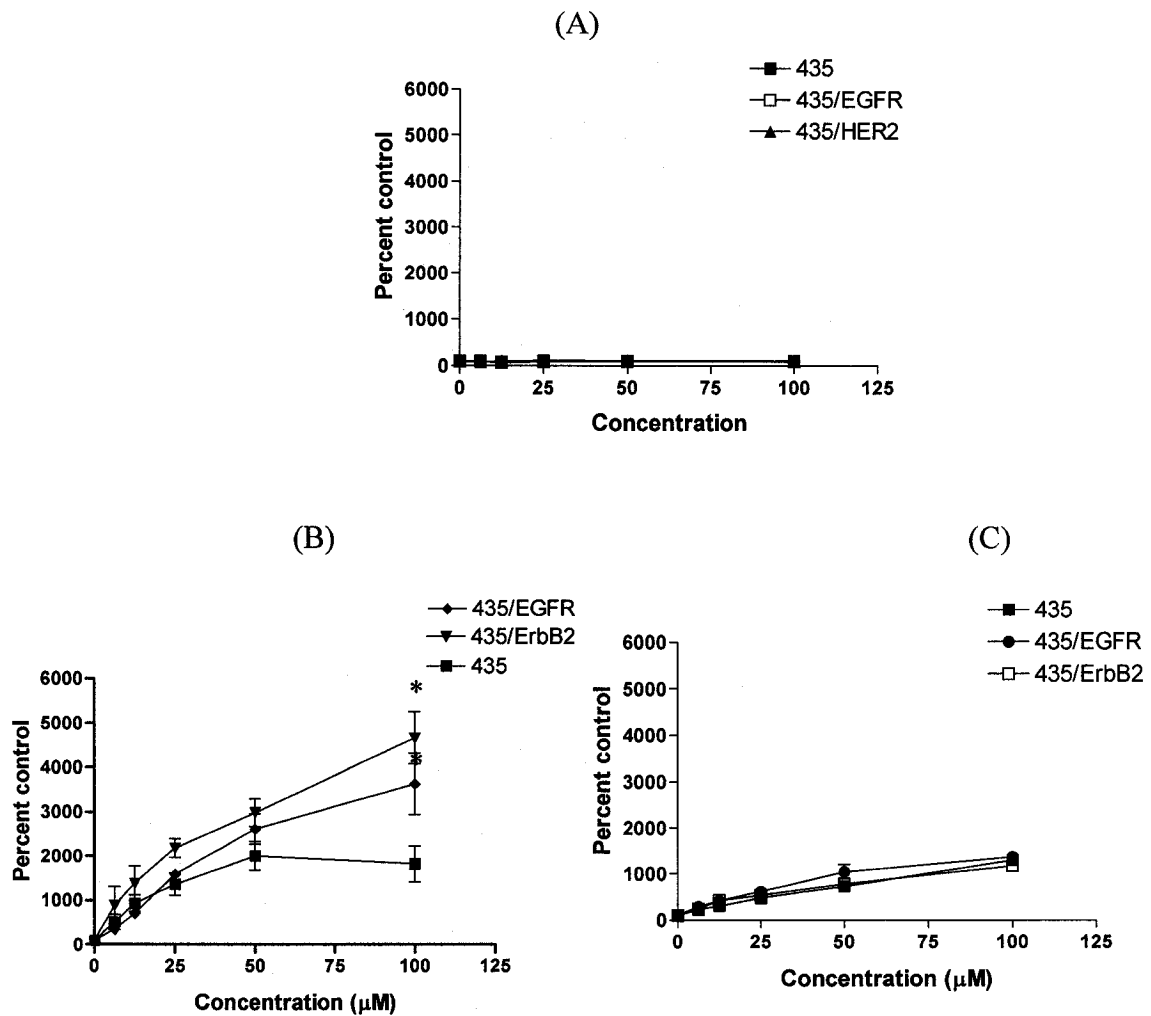 (A)
435
435/EGFR
435/HER2
6000
5000
4000
3000
2000
1000
0
Percent control
0 25 50 75 100 125
Concentration
(B)
435/EGFR
435/ErbB2
435
6000
5000
4000
3000
2000
1000
0
Percent control
*
*
0 25 50 75 100 125
Concentration (μM)
(C)
435
435/EGFR
435/ErbB2
6000
5000
4000
3000
2000
1000
0
Percent control
0 25 50 75 100 125
Concentration (μM)